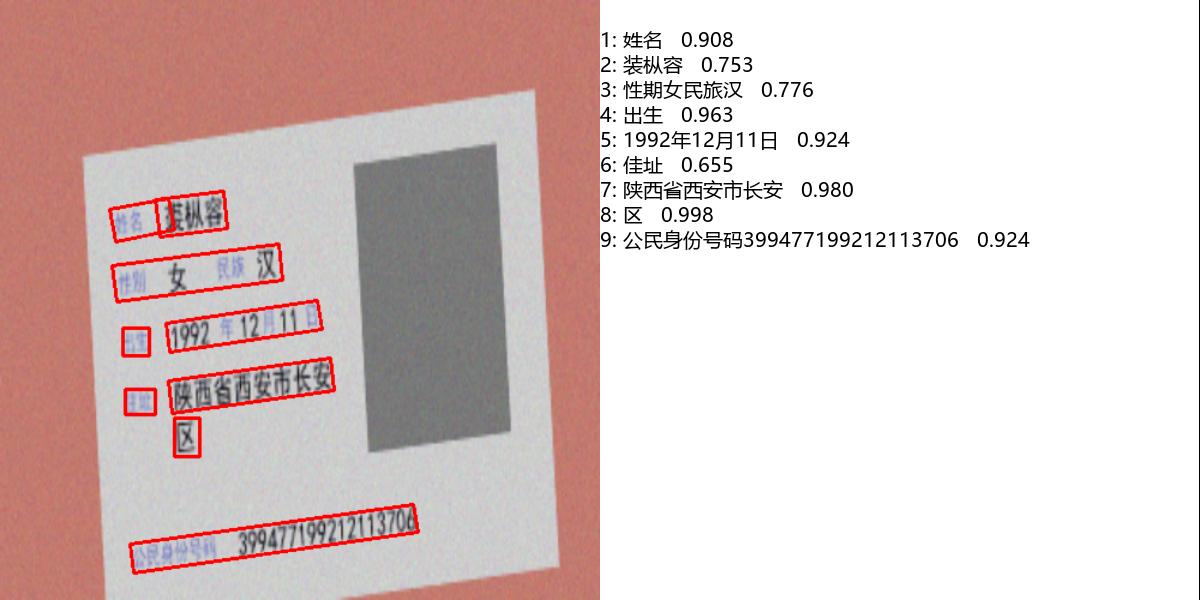 姓名 装枞容
性别 女 民族 汉
出生 1992 年 12 月 11 日
住址 陕西省西安市长安
区
公民身份号码 399477199212113706
1: 姓名 0.908
2: 装枞容 0.753
3: 性期女民旅汉 0.776
4: 出生 0.963
5: 1992年12月11日 0.924
6: 佳址 0.655
7: 陕西省西安市长安 0.980
8: 区 0.998
9: 公民身份号码399477199212113706 0.924